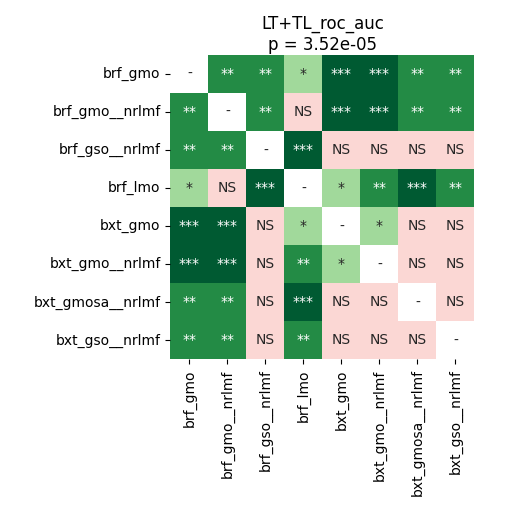 LT+TL_roc_auc
p = 3.52e-05
brf_gmo - ** ** * *** *** ** **
brf_gmo__nrlmf ** - ** NS *** *** ** **
brf_gso__nrlmf ** ** - *** NS NS NS NS
brf_lmo * NS *** - * ** *** **
bxt_gmo *** *** NS * - * NS NS
bxt_gmo__nrlmf *** *** NS ** * - NS NS
bxt_gmosa__nrlmf ** ** NS *** NS NS - NS
bxt_gso__nrlmf ** ** NS ** NS NS NS -
brf_gmo
brf_gmo__nrlmf
brf_gso__nrlmf
brf_lmo
bxt_gmo
bxt_gmo__nrlmf
bxt_gmosa__nrlmf
bxt_gso__nrlmf